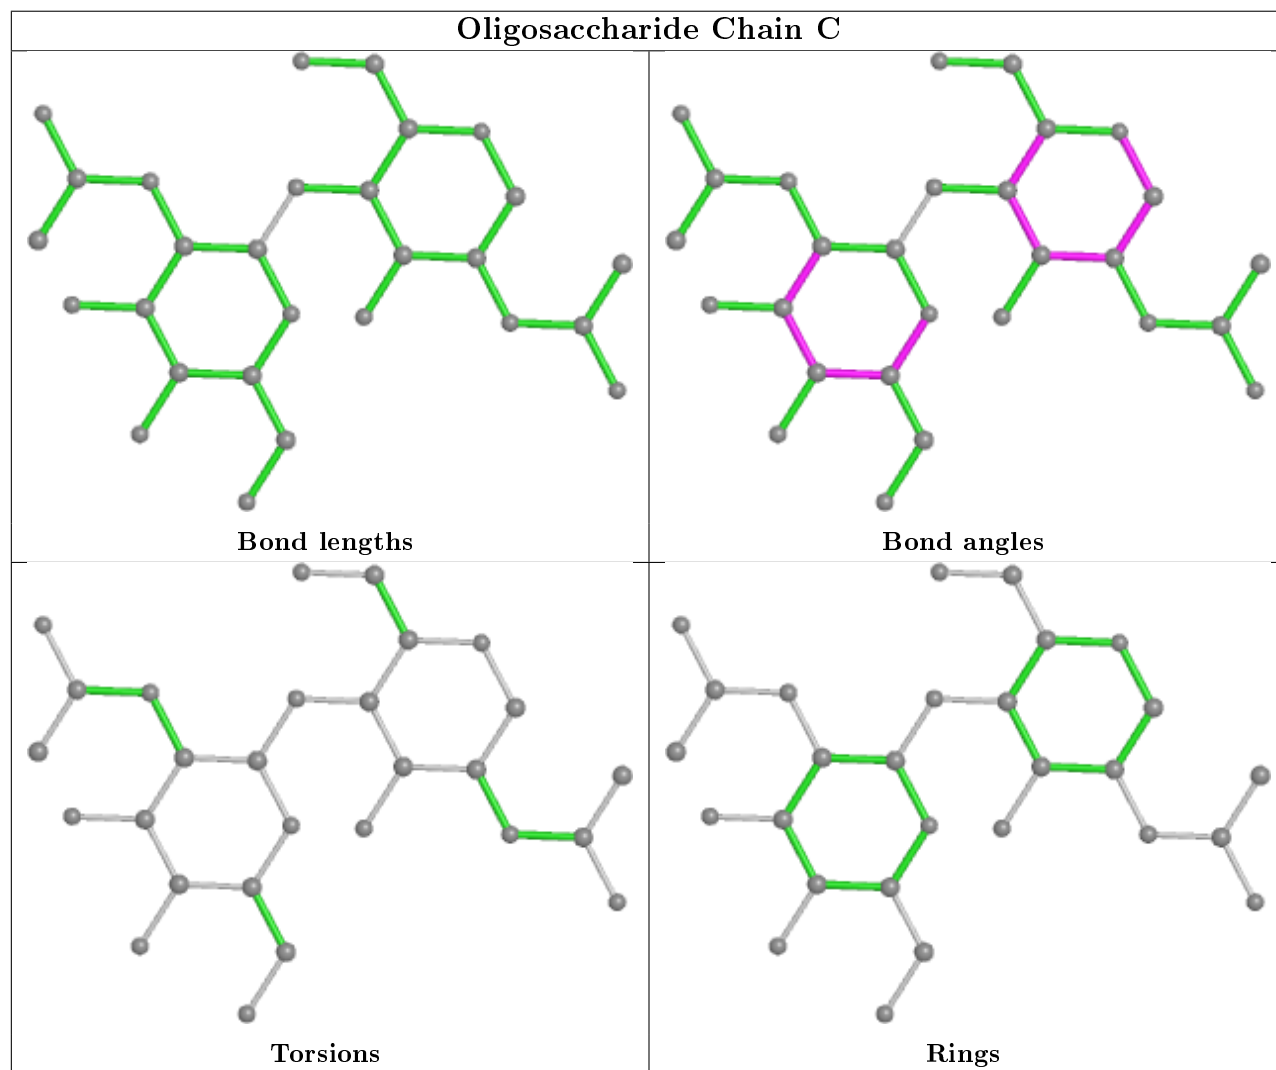 Oligosaccharide Chain C
Bond lengths
Bond angles
Torsions
Rings